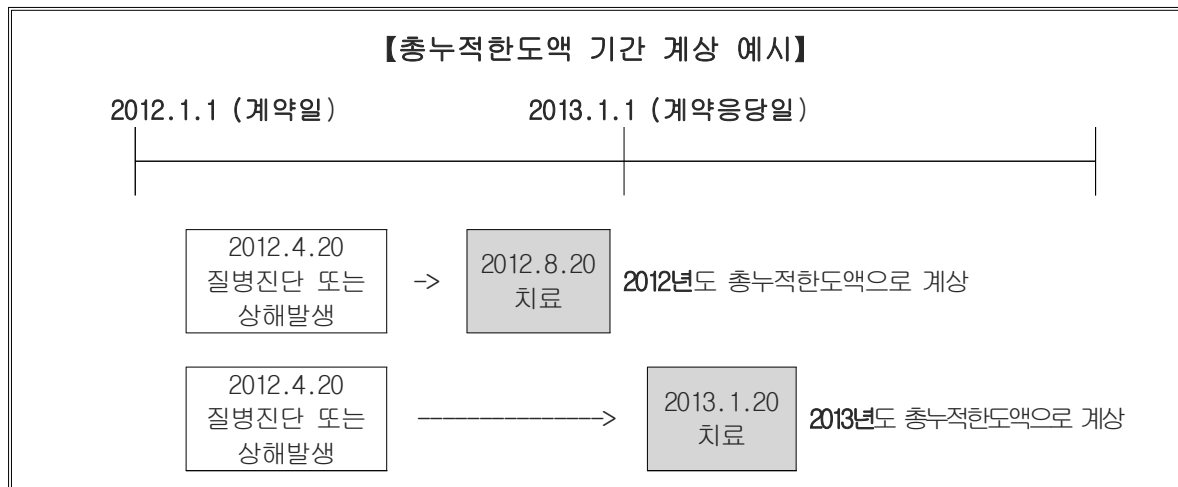 【총누적한도액 기간 계상 예시】
2012.1.1 (계약일)
2013.1.1 (계약응당일)
2012.4.20
질병진단 또는
상해발생
->
2012.8.20
치료
2012년도 총누적한도액으로 계상
2012.4.20
질병진단 또는
상해발생
--------------->
2013.1.20
치료
2013년도 총누적한도액으로 계상